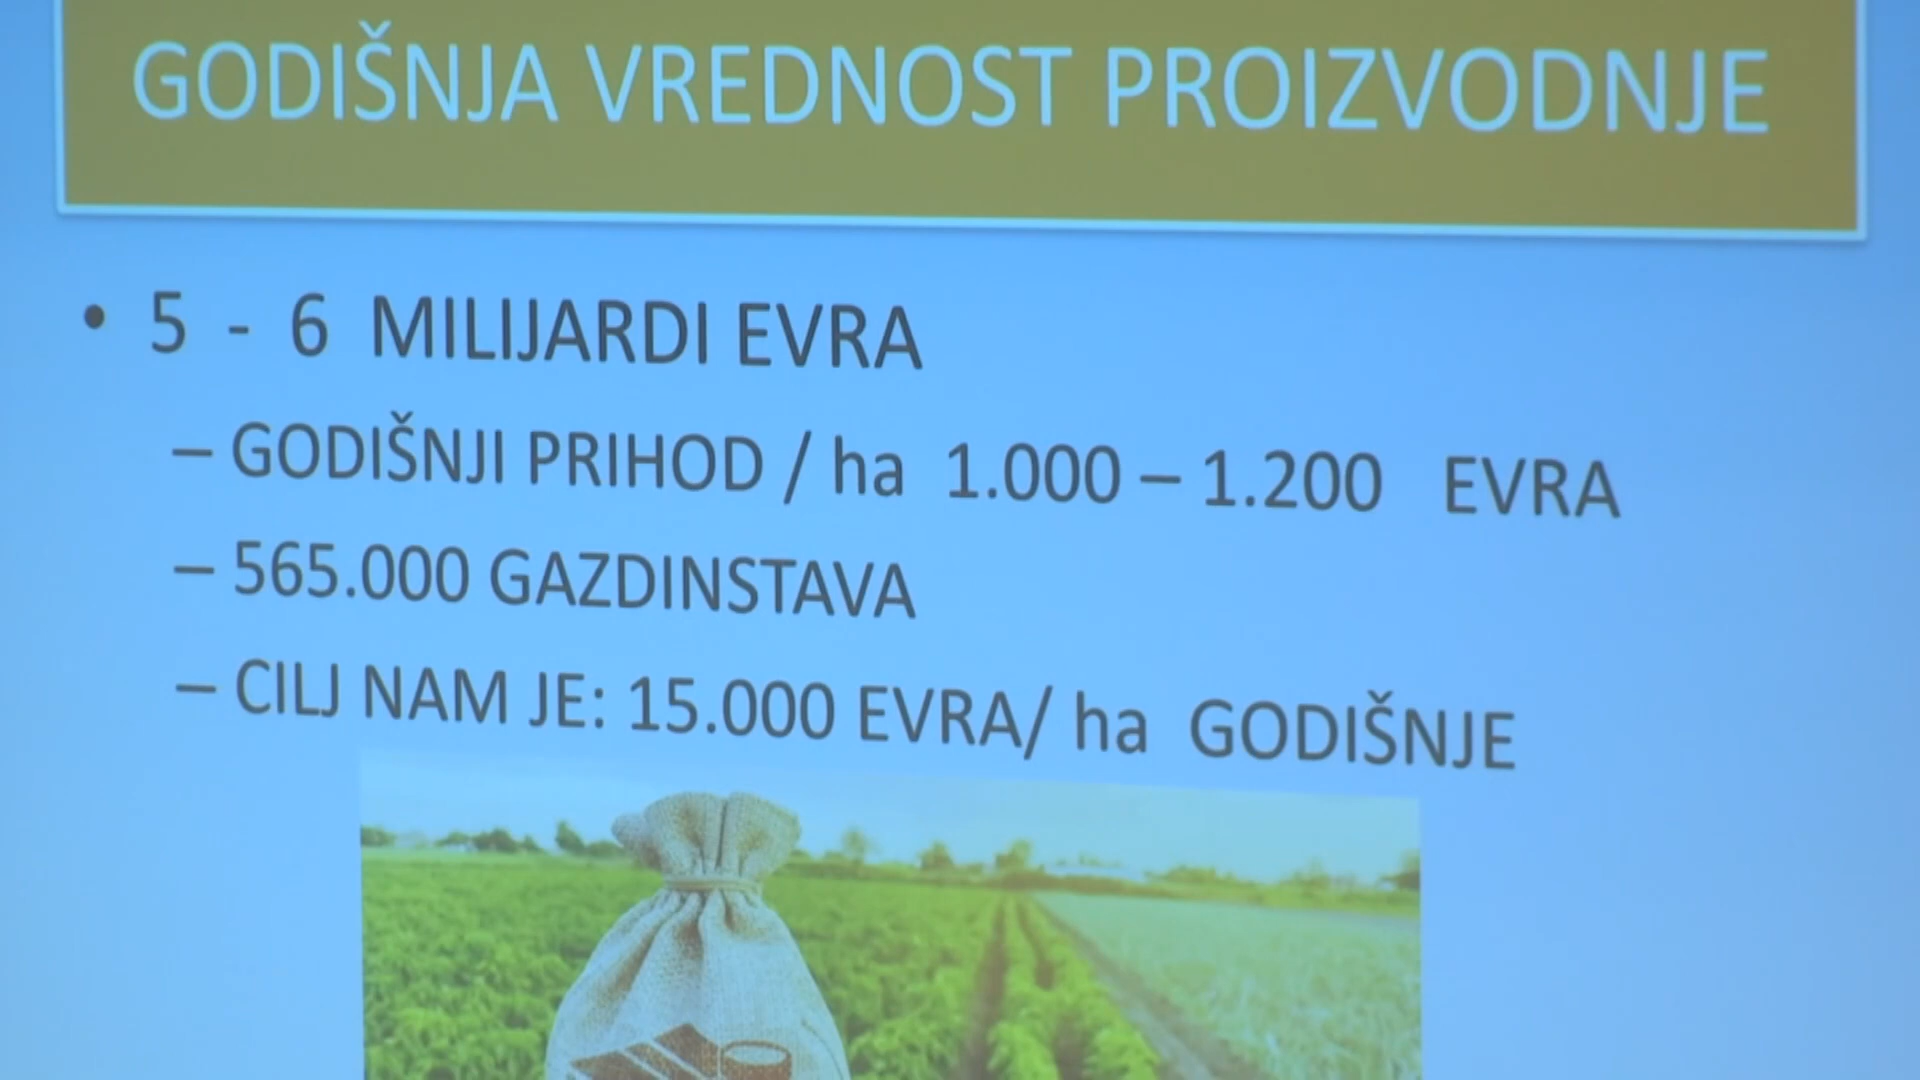 GODIŠNJA VREDNOST PROIZVODNJE
• 5 - 6 MILIJARDI EVRA
– GODIŠNJI PRIHOD / ha 1.000 – 1.200 EVRA
– 565.000 GAZDINSTAVA
– CILJ NAM JE: 15.000 EVRA/ ha GODIŠNJE